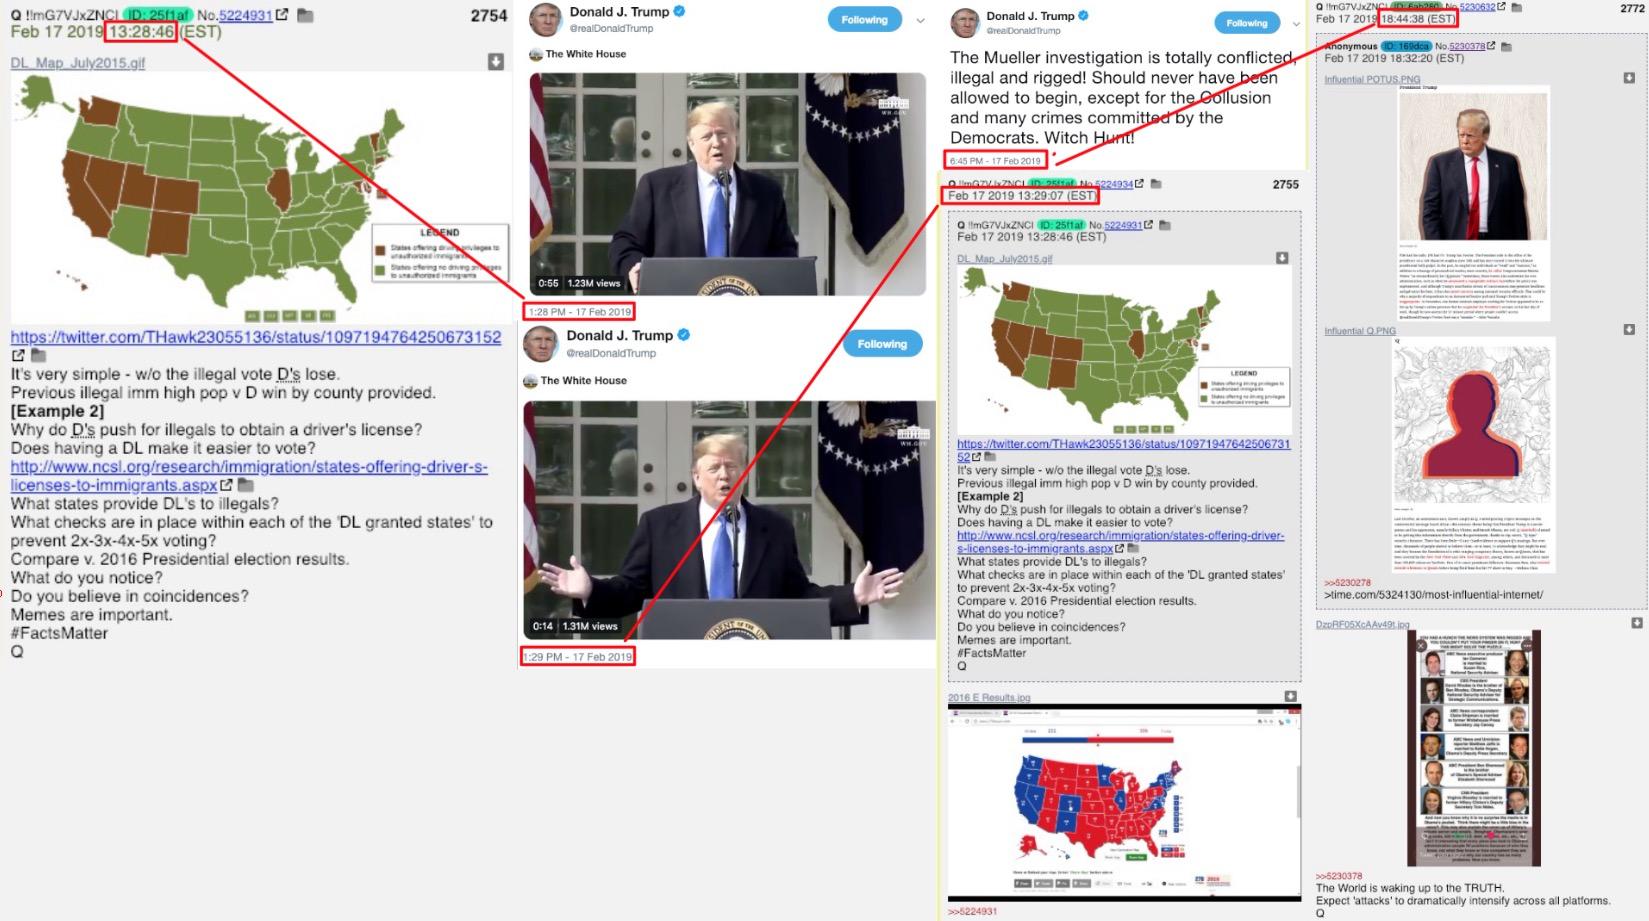 Q !!mG7VJxZNCI ID: 25f1af No.5224931 2754
Feb 17 2019 13:28:46 (EST)
DL_Map_July2015.gif
LEGEND
States offering driving privileges to
unauthorized immigrants
States offering no driving privileges
to unauthorized immigrants
https://twitter.com/THawk23055136/status/1097194764250673152
It's very simple - w/o the illegal vote D's lose.
Previous illegal imm high pop v D win by county provided.
[Example 2]
Why do D's push for illegals to obtain a driver's license?
Does having a DL make it easier to vote?
http://www.ncsl.org/research/immigration/states-offering-driver-s-
licenses-to-immigrants.aspx
What states provide DL's to illegals?
What checks are in place within each of the 'DL granted states' to
prevent 2x-3x-4x-5x voting?
Compare v. 2016 Presidential election results.
What do you notice?
Do you believe in coincidences?
Memes are important.
#FactsMatter
Q
Donald J. Trump
@realDonaldTrump
Following
The White House
WH.GOV
0:55 1.23M views
1:28 PM - 17 Feb 2019
Donald J. Trump
@realDonaldTrump
Following
The White House
WH.GOV
0:14 1.31M views
1:29 PM - 17 Feb 2019
Donald J. Trump
@realDonaldTrump
Following
The Mueller investigation is totally conflicted,
illegal and rigged! Should never have been
allowed to begin, except for the Collusion
and many crimes committed by the
Democrats. Witch Hunt!
6:45 PM - 17 Feb 2019
Q !!mG7VJxZNCI ID: 25f1af No.5224934 2755
Feb 17 2019 13:29:07 (EST)
Q !!mG7VJxZNCI ID: 25f1af No.5224931
Feb 17 2019 13:28:46 (EST)
DL_Map_July2015.gif
LEGEND
States offering driving privileges to
unauthorized immigrants
States offering no driving privileges
to unauthorized immigrants
https://twitter.com/THawk23055136/status/10971947642506731
52
It's very simple - w/o the illegal vote D's lose.
Previous illegal imm high pop v D win by county provided.
[Example 2]
Why do D's push for illegals to obtain a driver's license?
Does having a DL make it easier to vote?
http://www.ncsl.org/research/immigration/states-offering-driver-
s-licenses-to-immigrants.aspx
What states provide DL's to illegals?
What checks are in place within each of the 'DL granted states'
to prevent 2x-3x-4x-5x voting?
Compare v. 2016 Presidential election results.
What do you notice?
Do you believe in coincidences?
Memes are important.
#FactsMatter
Q
2016 E Results.jpg
>>5224931
Q !!mG7VJxZNCI ID: 6ab280 No.5230632 2772
Feb 17 2019 18:44:38 (EST)
Anonymous ID: 169dca No.5230378
Feb 17 2019 18:32:20 (EST)
Influential POTUS.PNG
President Trump
Influential Q.PNG
Q
>>5230278
>time.com/5324130/most-influential-internet/
DzpRF05XcAAv49t.jpg
>>5230378
The World is waking up to the TRUTH.
Expect 'attacks' to dramatically intensify across all platforms.
Q